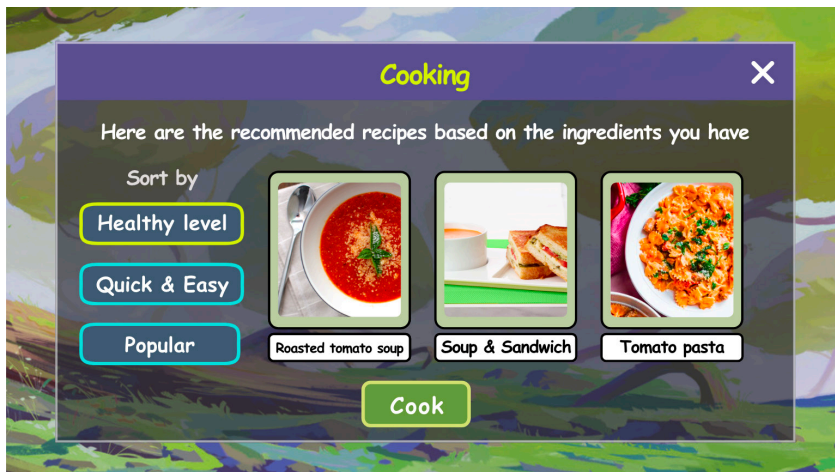 Cooking
Here are the recommended recipes based on the ingredients you have
Sort by
Healthy level
Quick & Easy
Popular
Roasted tomato soup
Soup & Sandwich
Tomato pasta
Cook